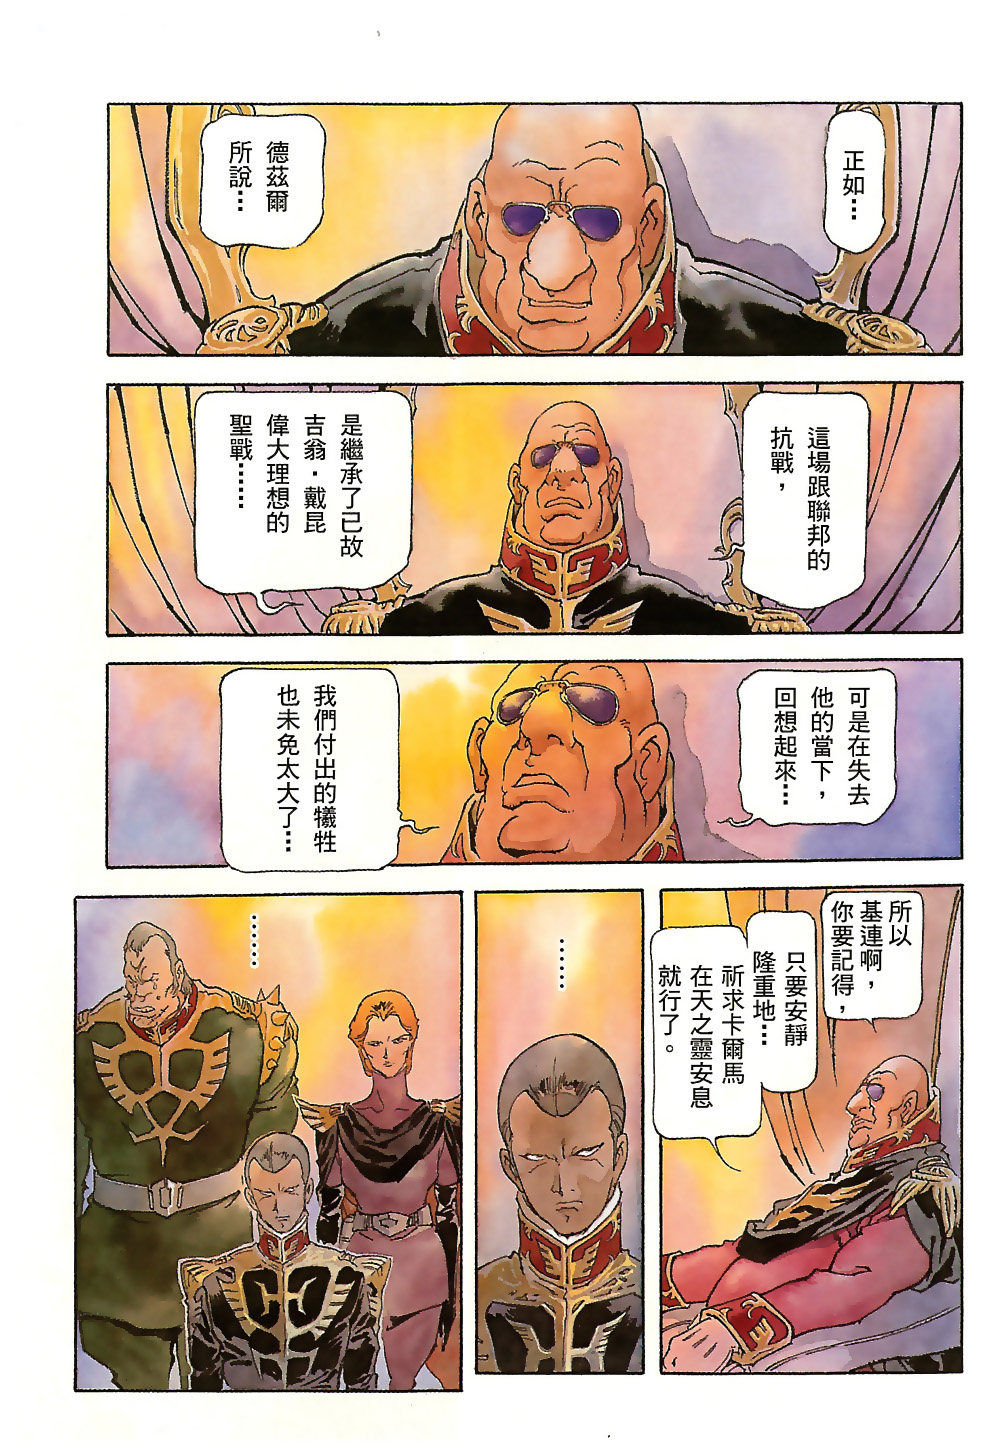 正如…
德茲爾
所說…
這場跟聯邦的
抗戰，
是繼承了已故
吉翁·戴昆
偉大理想的
聖戰……
可是在失去
他的當下，
回想起來…
我們付出的犧牲
也未免太大了…
所以
基連啊，
你要記得，
只要安靜
隆重地…
祈求卡爾馬
在天之靈安息
就行了。
……
……